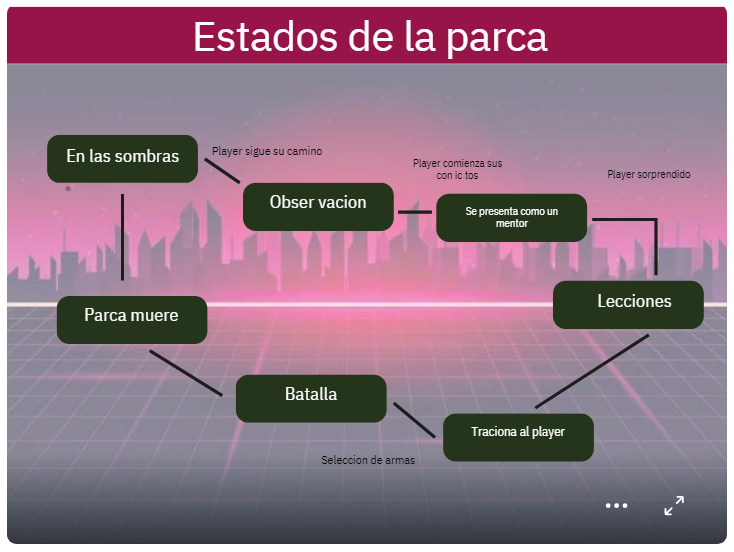 Estados de la parca
En las sombras
Player sigue su camino
Obser vacion
Player comienza sus
con ic tos
Se presenta como un
mentor
Player sorprendido
Lecciones
Parca muere
Batalla
Traciona al player
Seleccion de armas